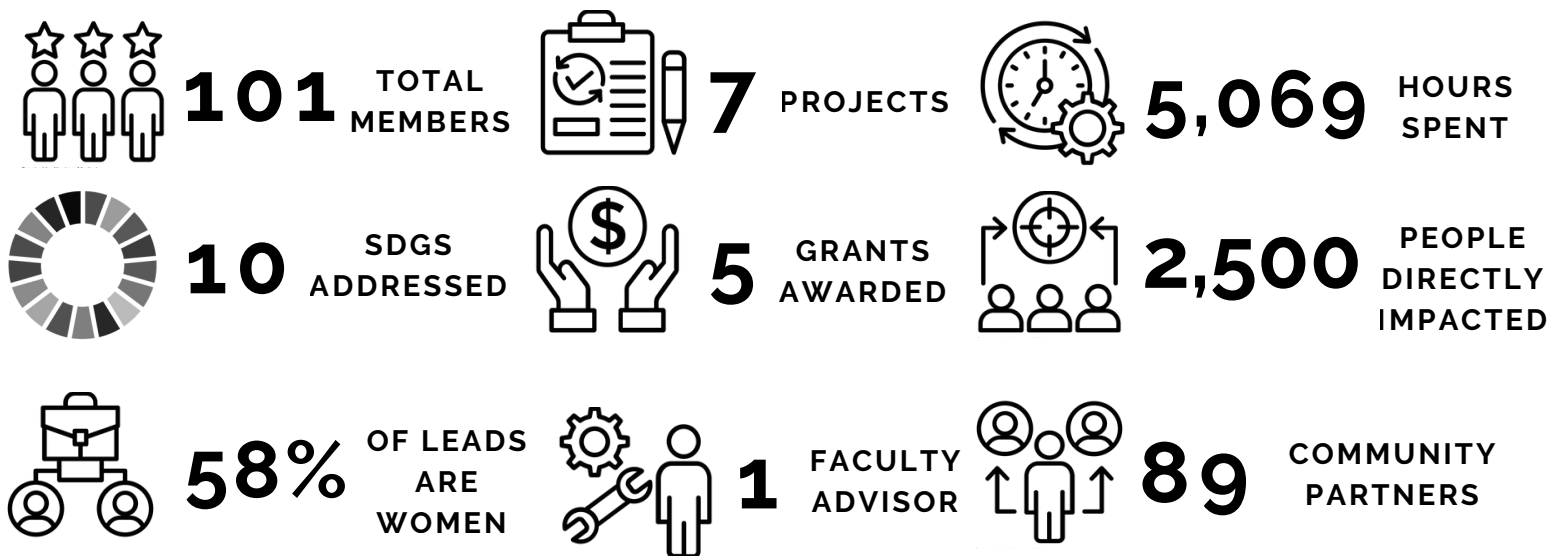 101
TOTAL
MEMBERS
7
PROJECTS
5,069
HOURS
SPENT
10
SDGS
ADDRESSED
$
5
GRANTS
AWARDED
2,500
PEOPLE
DIRECTLY
IMPACTED
58%
OF LEADS
ARE
WOMEN
1
FACULTY
ADVISOR
89
COMMUNITY
PARTNERS